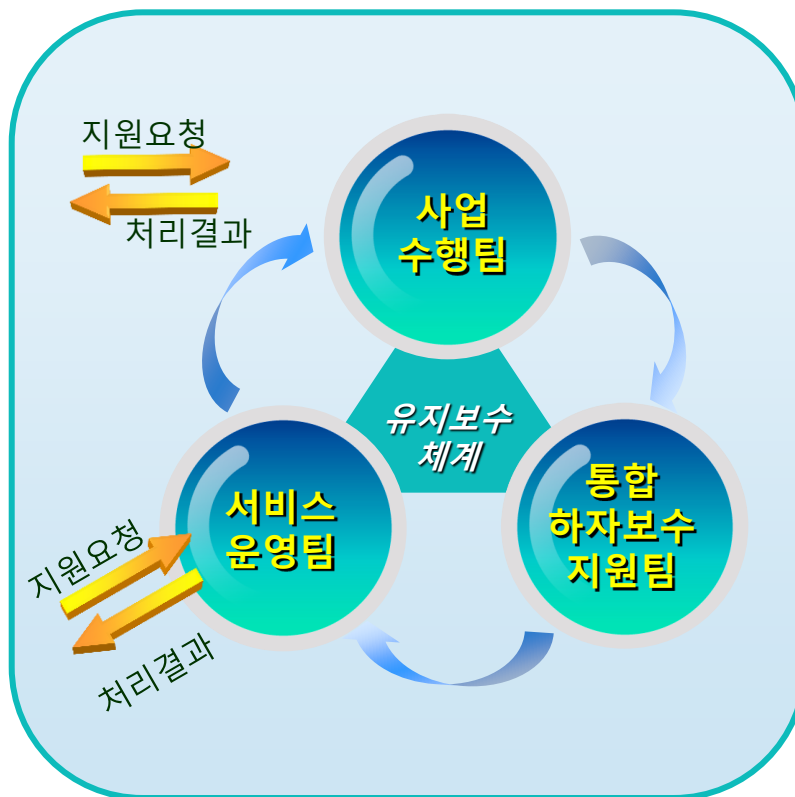 지원요청
처리결과
사업
수행팀
유지보수
체계
서비스
운영팀
통합
하자보수
지원팀
지원요청
처리결과